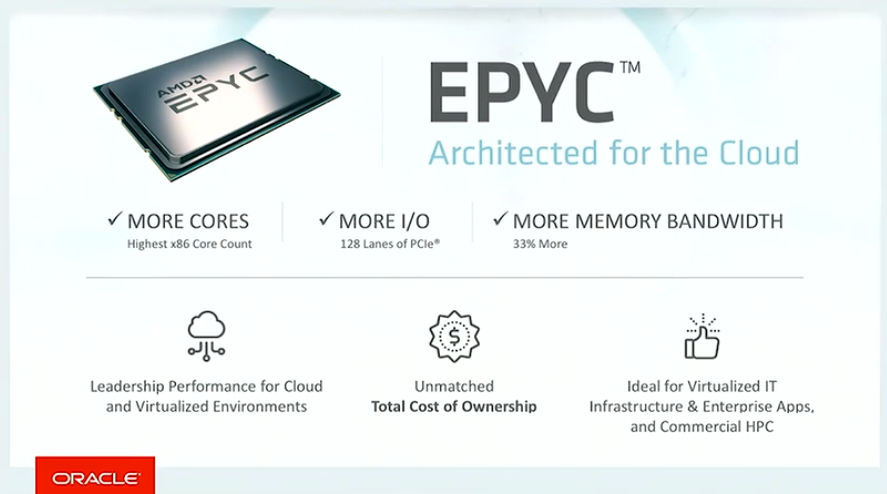 AMD
EPYC
EPYC™
Architected for the Cloud
✓ MORE CORES
Highest x86 Core Count
✓ MORE I/O
128 Lanes of PCIe®
✓ MORE MEMORY BANDWIDTH
33% More
$
Leadership Performance for Cloud
and Virtualized Environments
Unmatched
Total Cost of Ownership
Ideal for Virtualized IT
Infrastructure & Enterprise Apps,
and Commercial HPC
ORACLE®